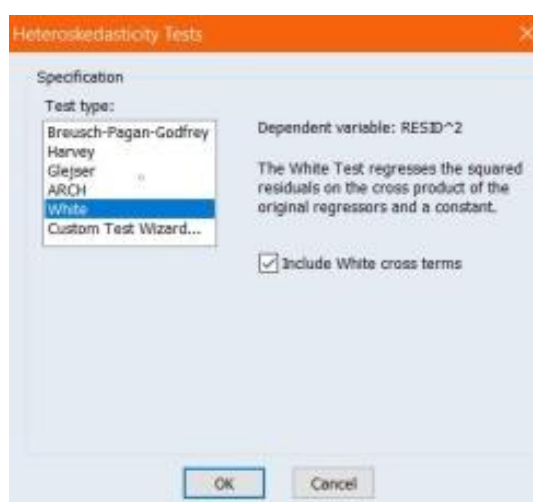 Heteroskedasticity Tests
Specification
Test type:
Breusch-Pagan-Godfrey
Harvey
Glejser
ARCH
White
Custom Test Wizard...
Dependent variable: RESID^2
The White Test regresses the squared
residuals on the cross product of the
original regressors and a constant.
Include White cross terms
OK
Cancel